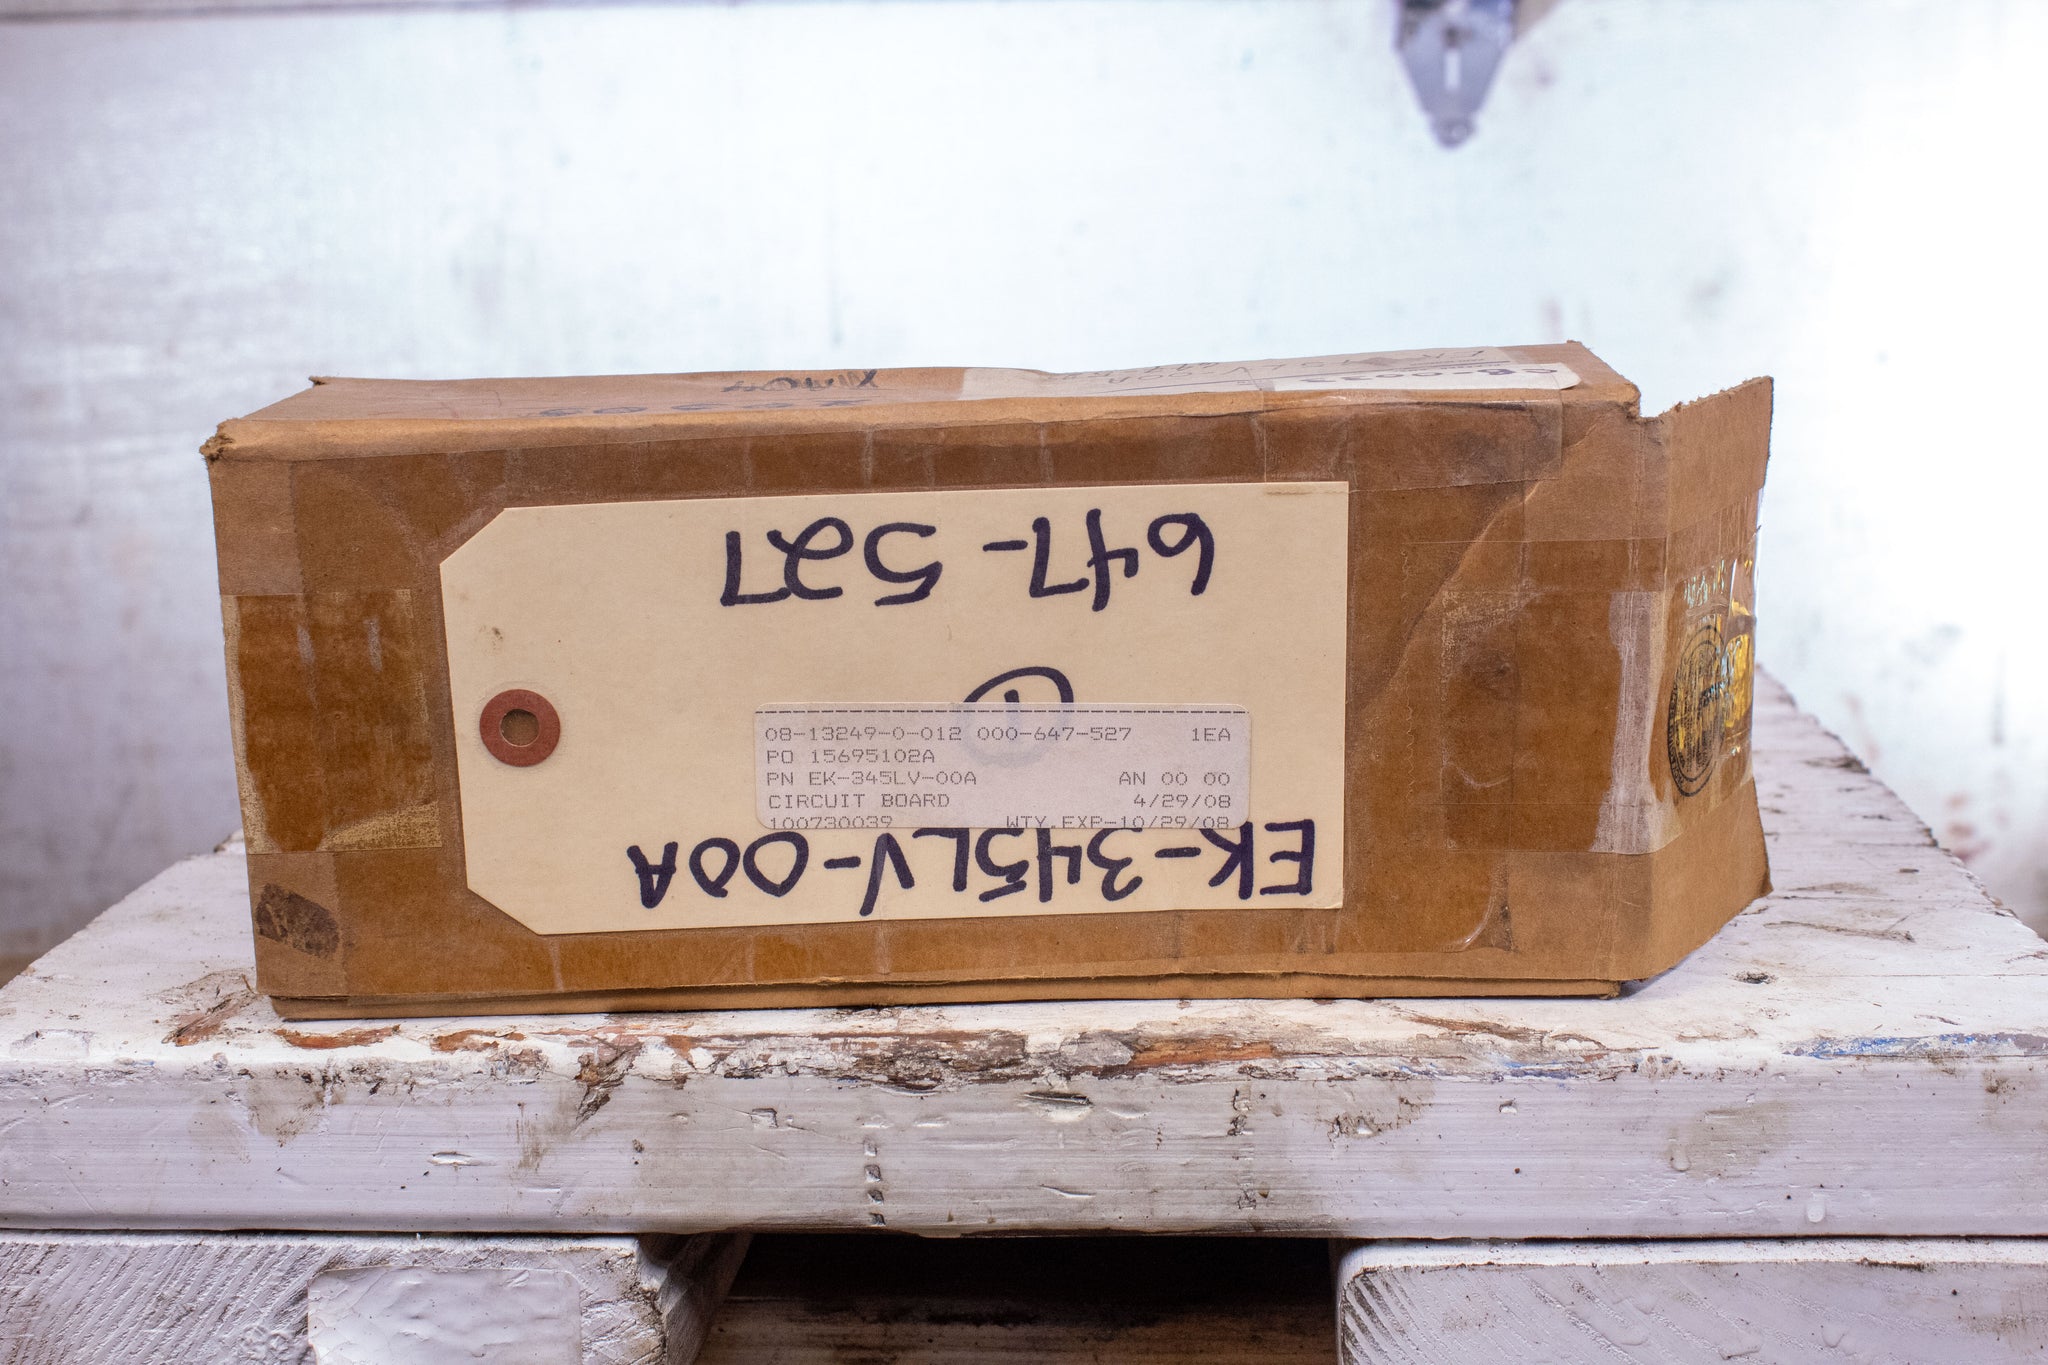 647-527
1
08-13249-0-012 000-647-527 1EA
PO 15695102A
PN EK-345LV-00A AN 00 00
CIRCUIT BOARD 4/29/08
100730039 WTY.EXP-10/29/08
EK-345LV-00A